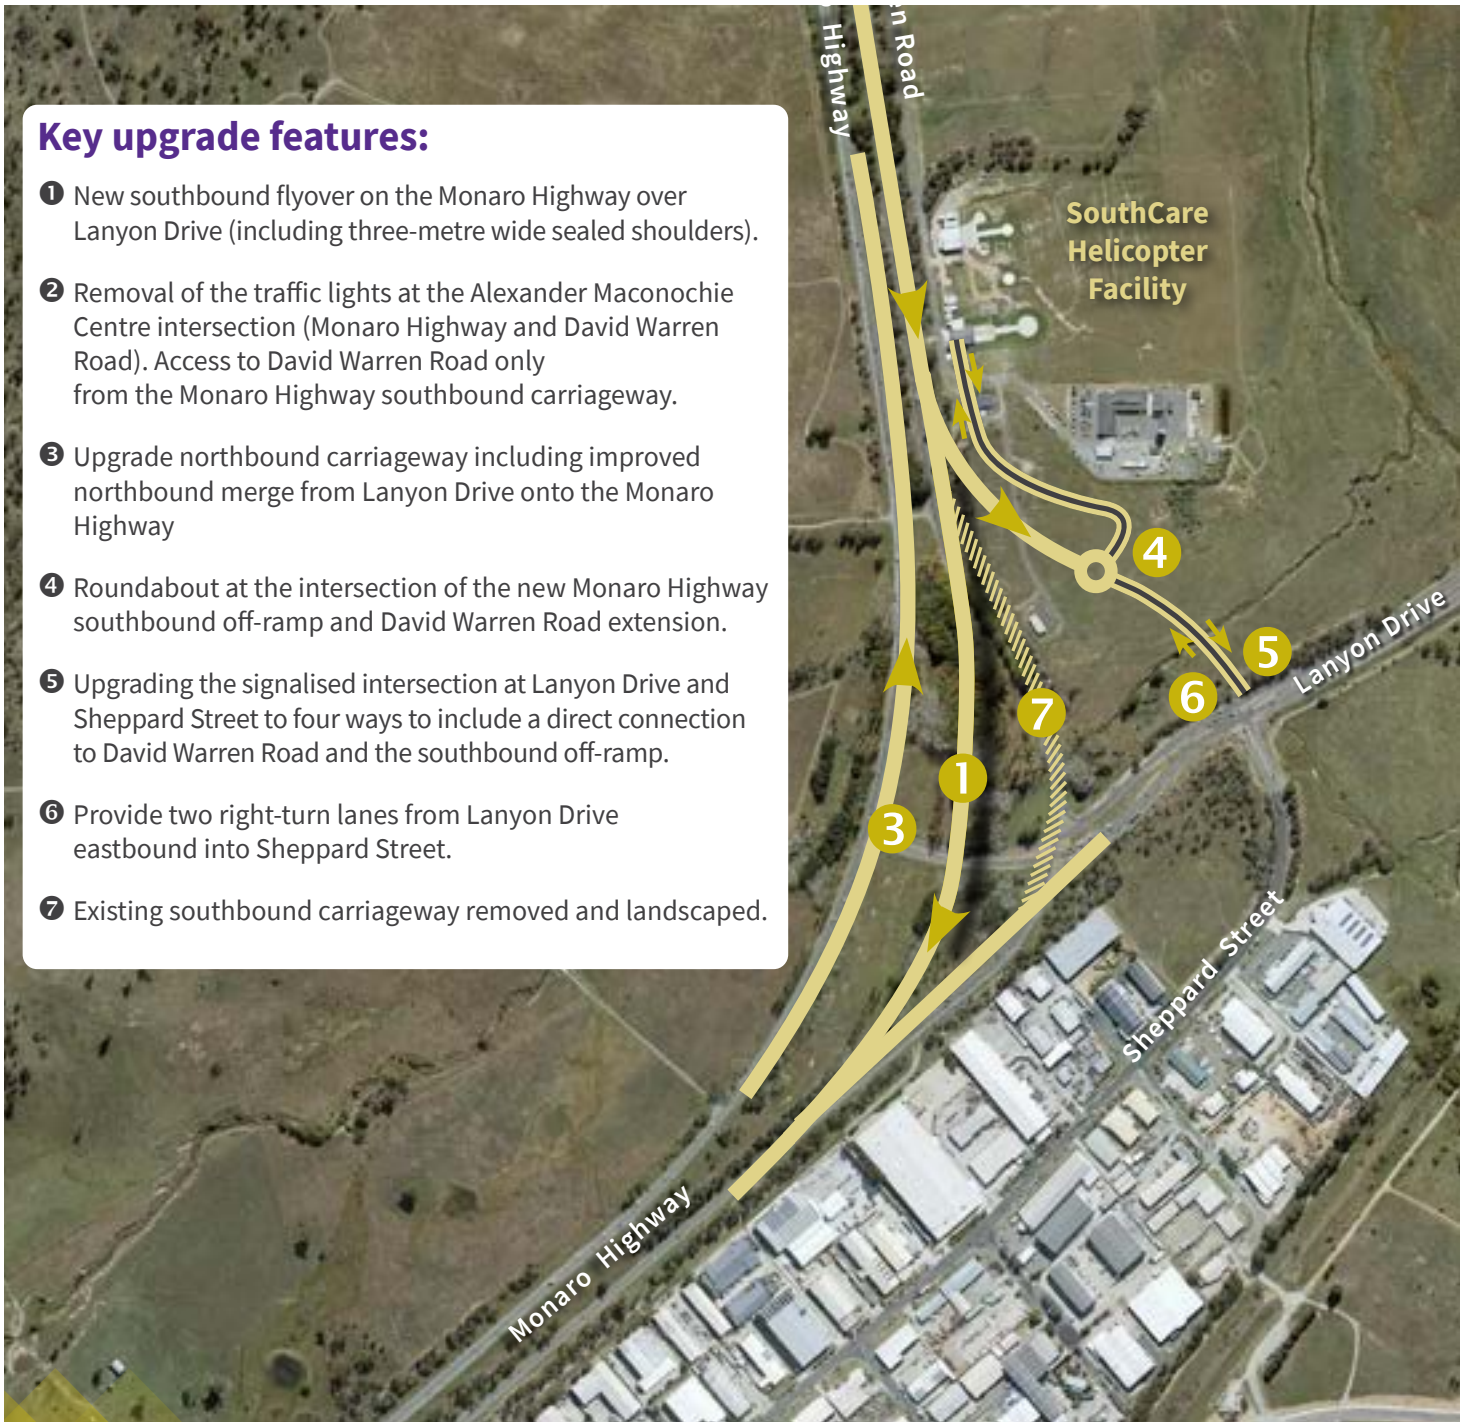 Highway
Road
Key upgrade features:
❶ New southbound flyover on the Monaro Highway over
Lanyon Drive (including three-metre wide sealed shoulders).
❷ Removal of the traffic lights at the Alexander Maconochie
Centre intersection (Monaro Highway and David Warren
Road). Access to David Warren Road only
from the Monaro Highway southbound carriageway.
❸ Upgrade northbound carriageway including improved
northbound merge from Lanyon Drive onto the Monaro
Highway
❹ Roundabout at the intersection of the new Monaro Highway
southbound off-ramp and David Warren Road extension.
❺ Upgrading the signalised intersection at Lanyon Drive and
Sheppard Street to four ways to include a direct connection
to David Warren Road and the southbound off-ramp.
❻ Provide two right-turn lanes from Lanyon Drive
eastbound into Sheppard Street.
❼ Existing southbound carriageway removed and landscaped.
SouthCare
Helicopter
Facility
4
5
Lanyon Drive
6
7
1
3
Sheppard Street
Monaro Highway